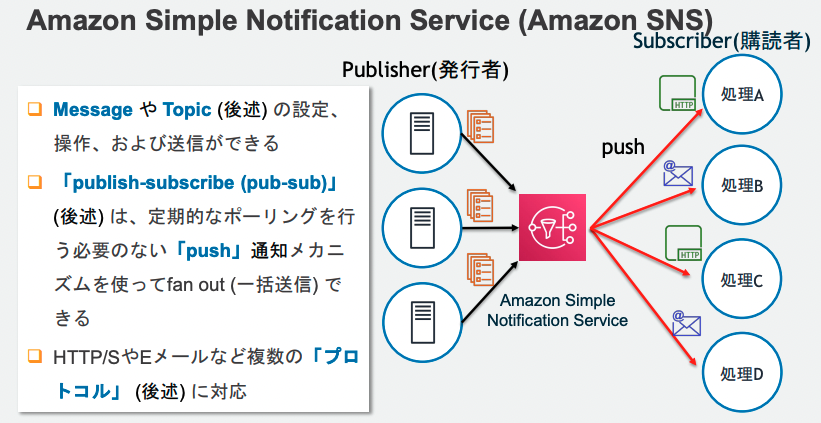 Amazon Simple Notification Service (Amazon SNS)
Message や Topic (後述) の設定、
操作、および送信ができる
「publish-subscribe (pub-sub)」
(後述) は、定期的なポーリングを行
う必要のない「push」通知メカニ
ズムを使ってfan out (一括送信) で
きる
HTTP/SやEメールなど複数の「プロ
トコル」 (後述) に対応
Publisher(発行者)
Amazon Simple
Notification Service
push
Subscriber(購読者)
HTTP
処理A
処理B
HTTP
処理C
処理D